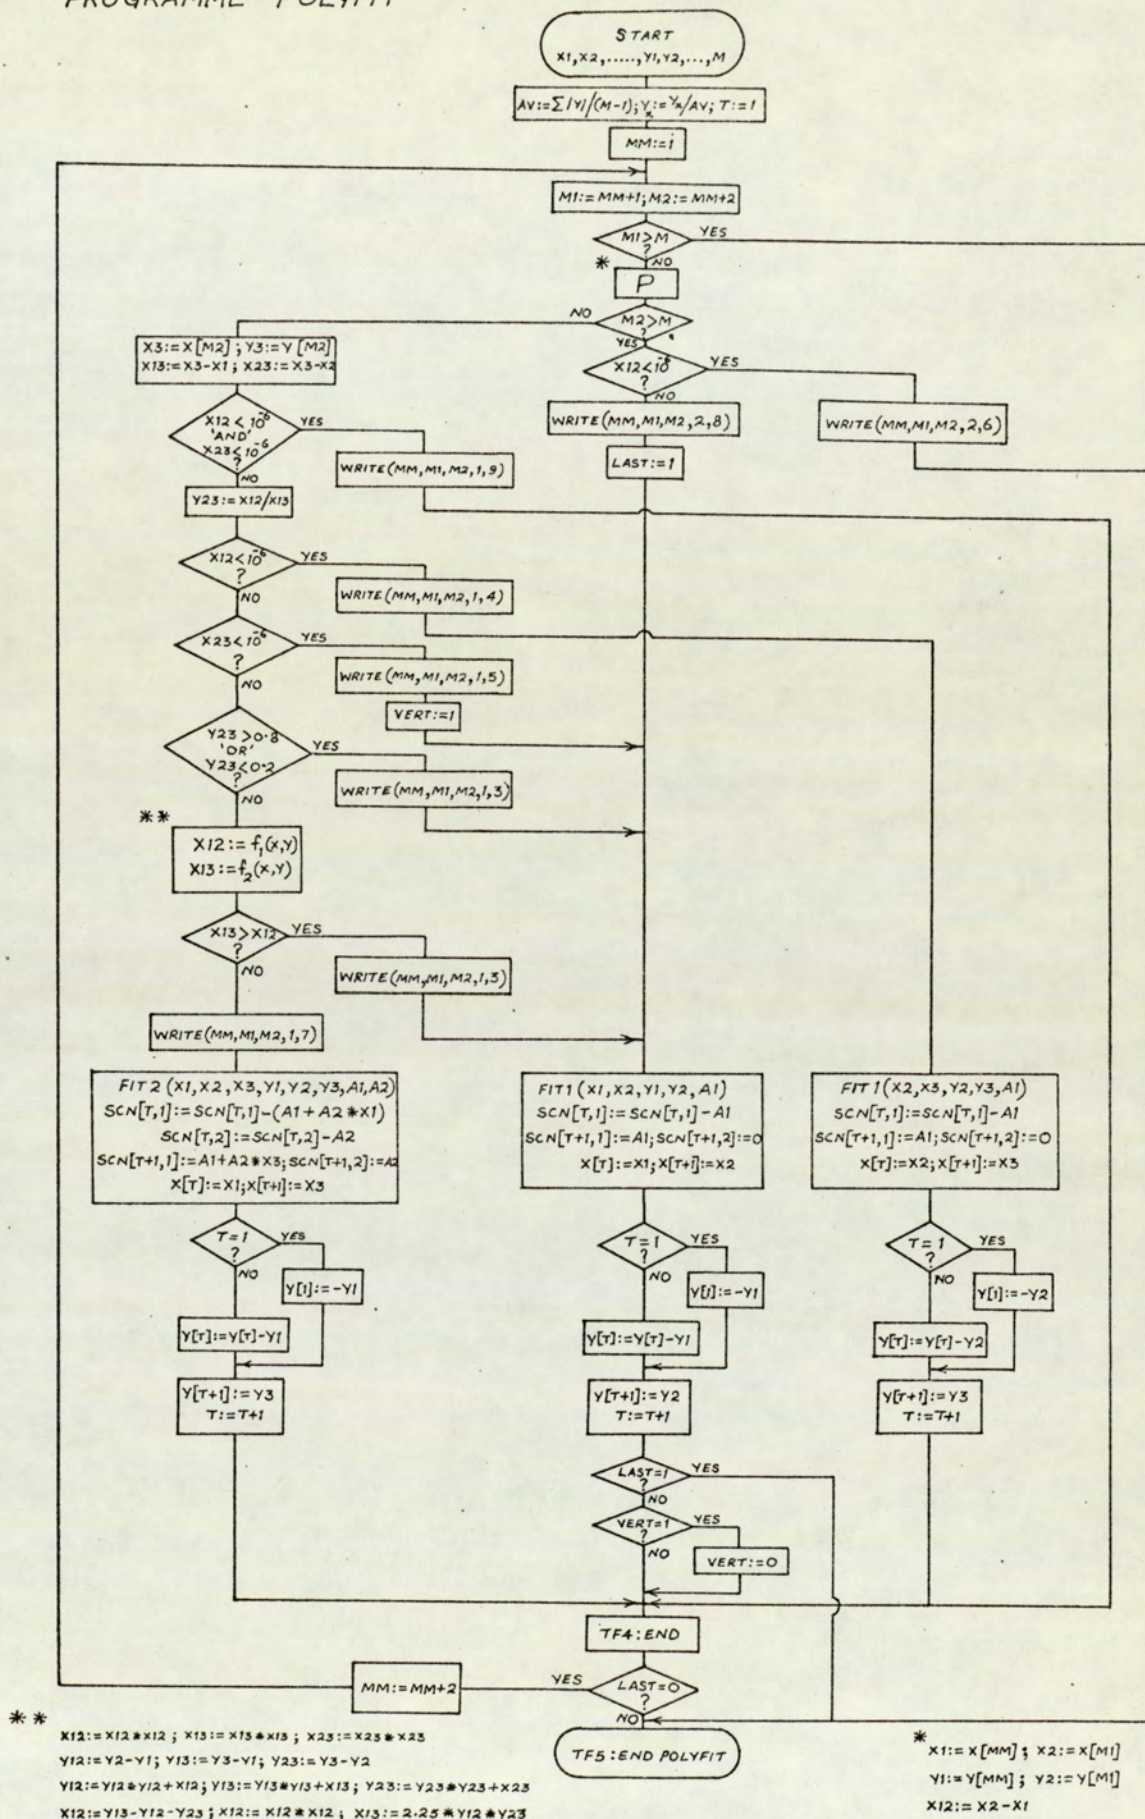 PROGRAMME POLYFIT
START
X1,X2,.....,Y1,Y2,...,M
AV:=∑|Y|/(M-1); Yx:=Yx/AV; T:=1
MM:=1
M1:=MM+1; M2:=MM+2
M1>M
?
YES
NO
*
P
M2>M
?
NO
YES
X12<10^-6
?
YES
NO
WRITE(MM,M1,M2,2,8)
WRITE(MM,M1,M2,2,6)
LAST:=1
X3:=X[M2]; Y3:=Y[M2]
X13:=X3-X1; X23:=X3-X2
X12<10^-6
'AND'
X23<10^-6
?
YES
NO
WRITE(MM,M1,M2,1,9)
Y23:=X12/X13
X12<10^-6
?
YES
NO
WRITE(MM,M1,M2,1,4)
X23<10^-6
?
YES
NO
WRITE(MM,M1,M2,1,5)
VERT:=1
Y23>0.8
'OR'
Y23<0.2
?
YES
NO
WRITE(MM,M1,M2,1,3)
**
X12:=f1(X,Y)
X13:=f2(X,Y)
X13>X12
?
YES
NO
WRITE(MM,M1,M2,1,3)
WRITE(MM,M1,M2,1,7)
FIT2(X1,X2,X3,Y1,Y2,Y3,A1,A2)
SCN[T,1]:=SCN[T,1]-(A1+A2*X1)
SCN[T,2]:=SCN[T,2]-A2
SCN[T+1,1]:=A1+A2*X3; SCN[T+1,2]:=A2
X[T]:=X1; X[T+1]:=X3
T=1
?
YES
NO
Y[1]:=-Y1
Y[T]:=Y[T]-Y1
Y[T+1]:=Y3
T:=T+1
FIT1(X1,X2,Y1,Y2,A1)
SCN[T,1]:=SCN[T,1]-A1
SCN[T+1,1]:=A1; SCN[T+1,2]:=0
X[T]:=X1; X[T+1]:=X2
T=1
?
YES
NO
Y[1]:=-Y1
Y[T]:=Y[T]-Y1
Y[T+1]:=Y2
T:=T+1
LAST=1
?
YES
NO
VERT=1
?
YES
NO
VERT:=0
FIT1(X2,X3,Y2,Y3,A1)
SCN[T,1]:=SCN[T,1]-A1
SCN[T+1,1]:=A1; SCN[T+1,2]:=0
X[T]:=X2; X[T+1]:=X3
T=1
?
YES
NO
Y[1]:=-Y2
Y[T]:=Y[T]-Y2
Y[T+1]:=Y3
T:=T+1
TF4:END
LAST=0
?
YES
NO
MM:=MM+2
TF5:END POLYFIT
**
X12:=X12*X12; X13:=X13*X13; X23:=X23*X23
Y12:=Y2-Y1; Y13:=Y3-Y1; Y23:=Y3-Y2
Y12:=Y12*Y12+X12; Y13:=Y13*Y13+X13; Y23:=Y23*Y23+X23
X12:=Y13-Y12-Y23; X12:=X12*X12; X13:=2.25*Y12*Y23
*
X1:=X[MM]; X2:=X[M1]
Y1:=Y[MM]; Y2:=Y[M1]
X12:=X2-X1